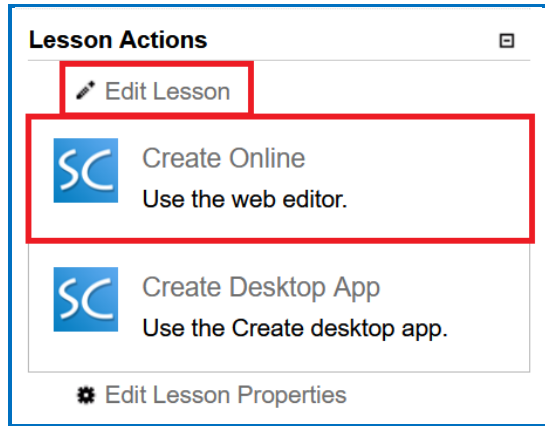 Lesson Actions
Edit Lesson
SC
Create Online
Use the web editor.
SC
Create Desktop App
Use the Create desktop app.
Edit Lesson Properties